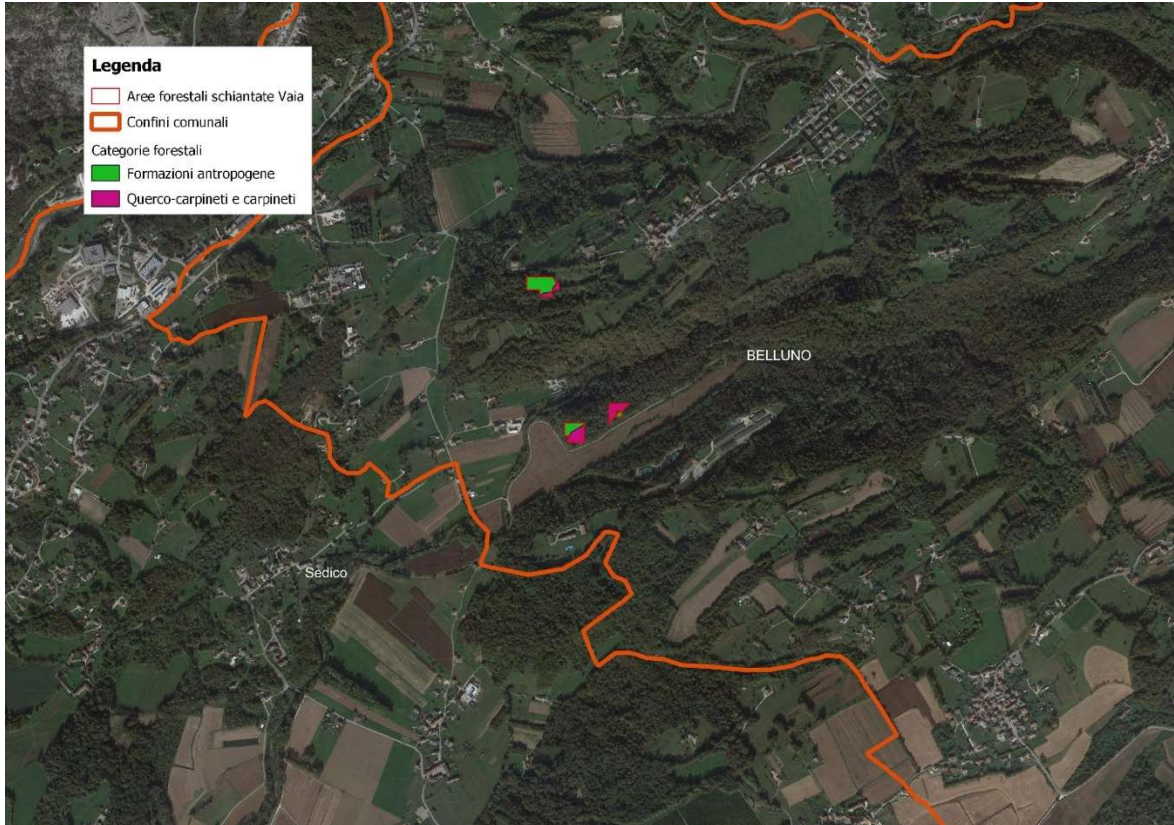 Legenda
Aree forestali schiantate Vaia
Confini comunali
Categorie forestali
Formazioni antropogene
Querco-carpineti e carpineti
BELLUNO
Sedico